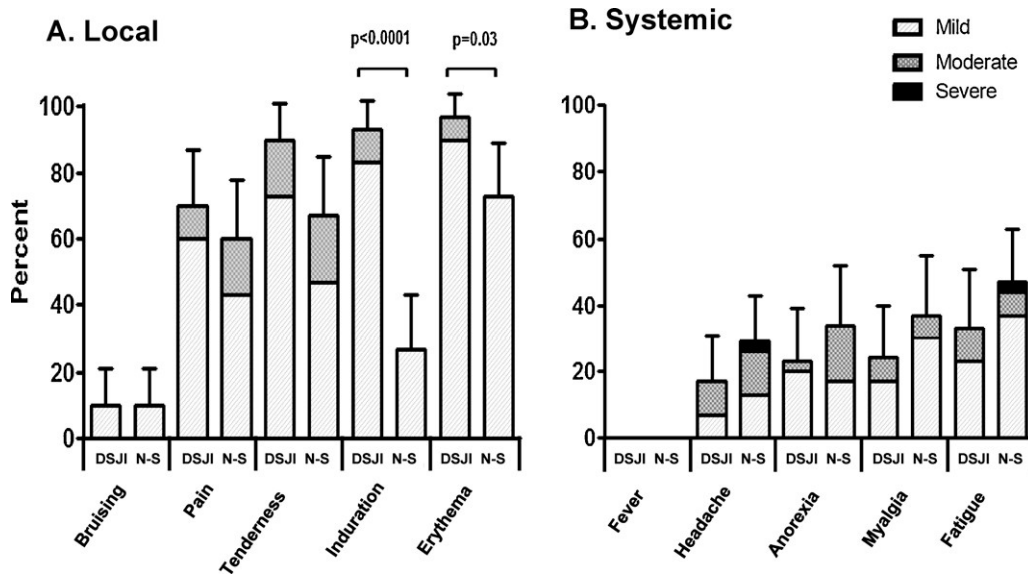 A. Local
p<0.0001
p=0.03
Percent
100
80
60
40
20
0
DSJI N-S DSJI N-S DSJI N-S DSJI N-S DSJI N-S
Bruising
Pain
Tenderness
Induration
Erythema
B. Systemic
Mild
Moderate
Severe
100
80
60
40
20
0
DSJI N-S DSJI N-S DSJI N-S DSJI N-S DSJI N-S
Fever
Headache
Anorexia
Myalgia
Fatigue